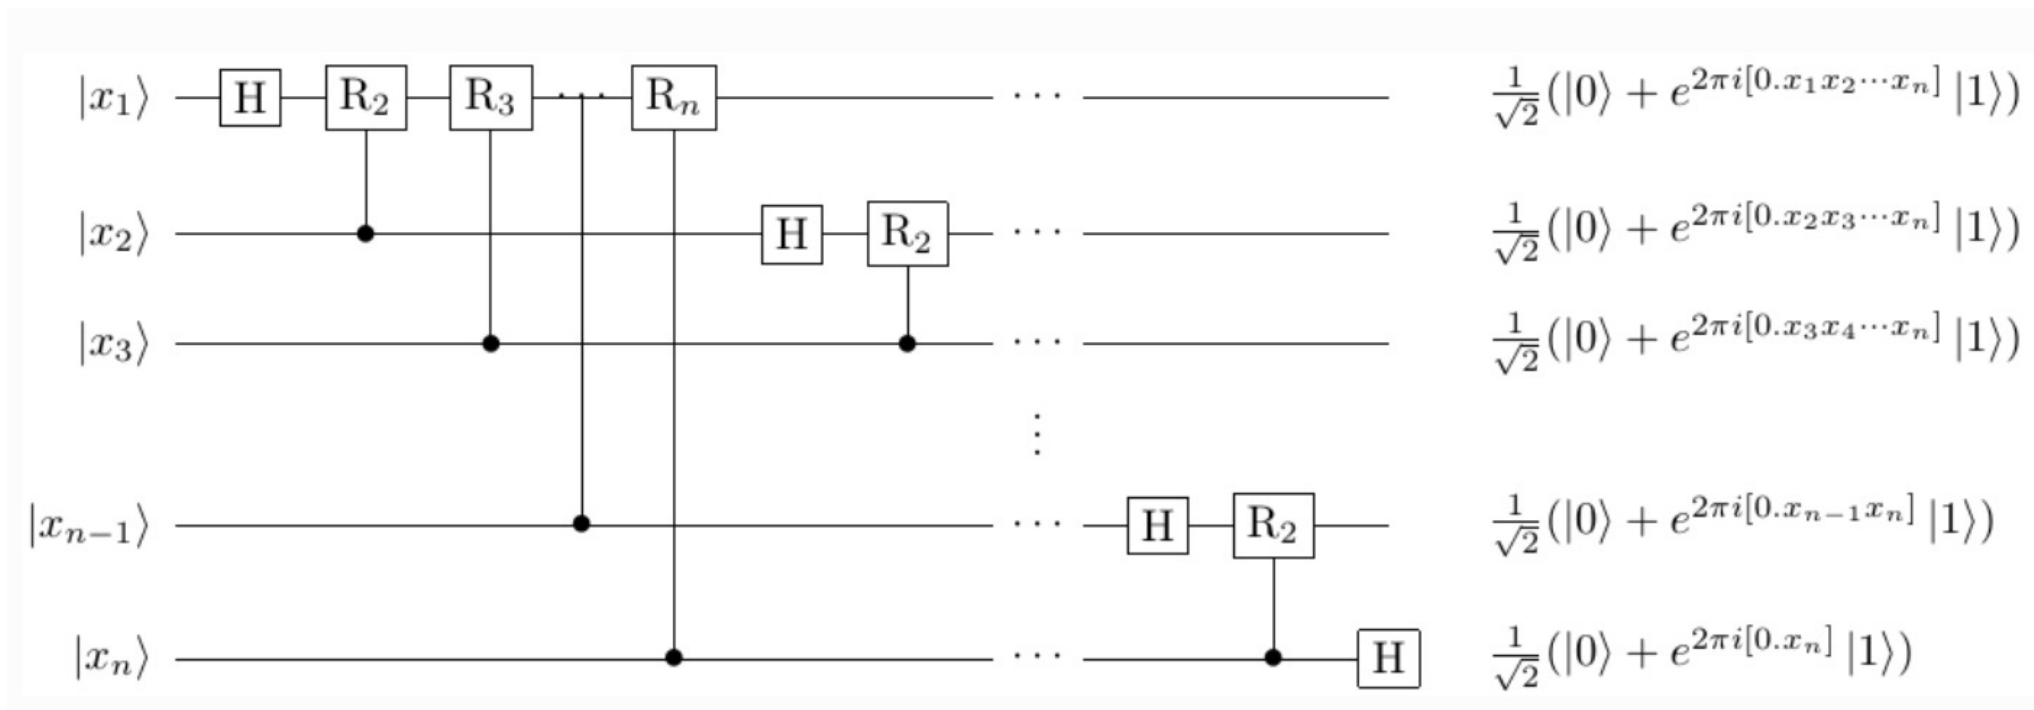 |x₁⟩ H R₂ R₃ ··· Rₙ ··· 1/√2(|0⟩ + e^{2πi[0.x₁x₂···xₙ]} |1⟩)
|x₂⟩ H R₂ ··· 1/√2(|0⟩ + e^{2πi[0.x₂x₃···xₙ]} |1⟩)
|x₃⟩ ··· 1/√2(|0⟩ + e^{2πi[0.x₃x₄···xₙ]} |1⟩)
⋮
|xₙ₋₁⟩ ··· H R₂ 1/√2(|0⟩ + e^{2πi[0.xₙ₋₁xₙ]} |1⟩)
|xₙ⟩ ··· H 1/√2(|0⟩ + e^{2πi[0.xₙ]} |1⟩)